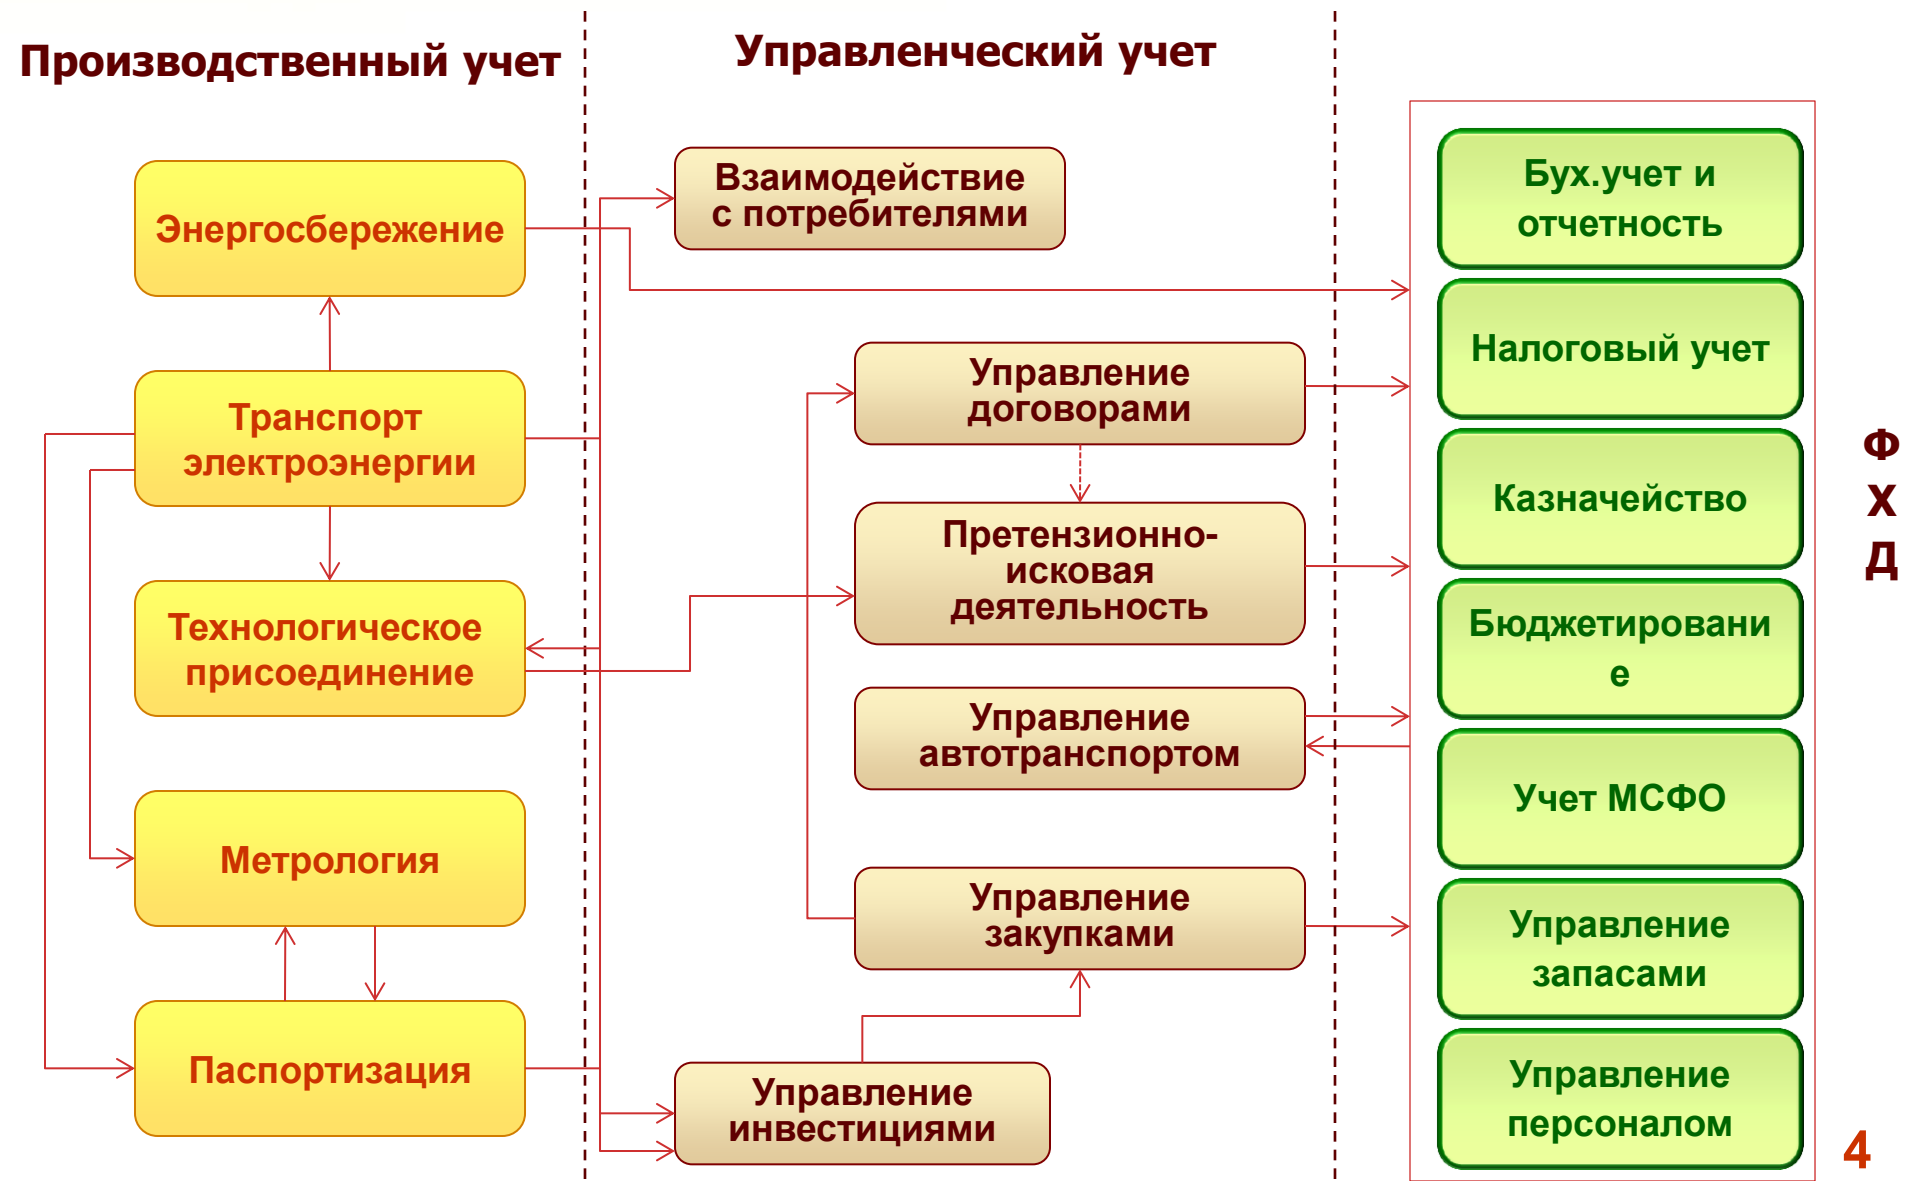 Производственный учет
Управленческий учет
Энергосбережение
Транспорт
электроэнергии
Технологическое
присоединение
Метрология
Паспортизация
Взаимодействие
с потребителями
Управление
договорами
Претензионно-
исковая
деятельность
Управление
автотранспортом
Управление
закупками
Управление
инвестициями
Бух.учет и
отчетность
Налоговый учет
Казначейство
Бюджетировани
е
Учет МСФО
Управление
запасами
Управление
персоналом
Ф
Х
Д
4